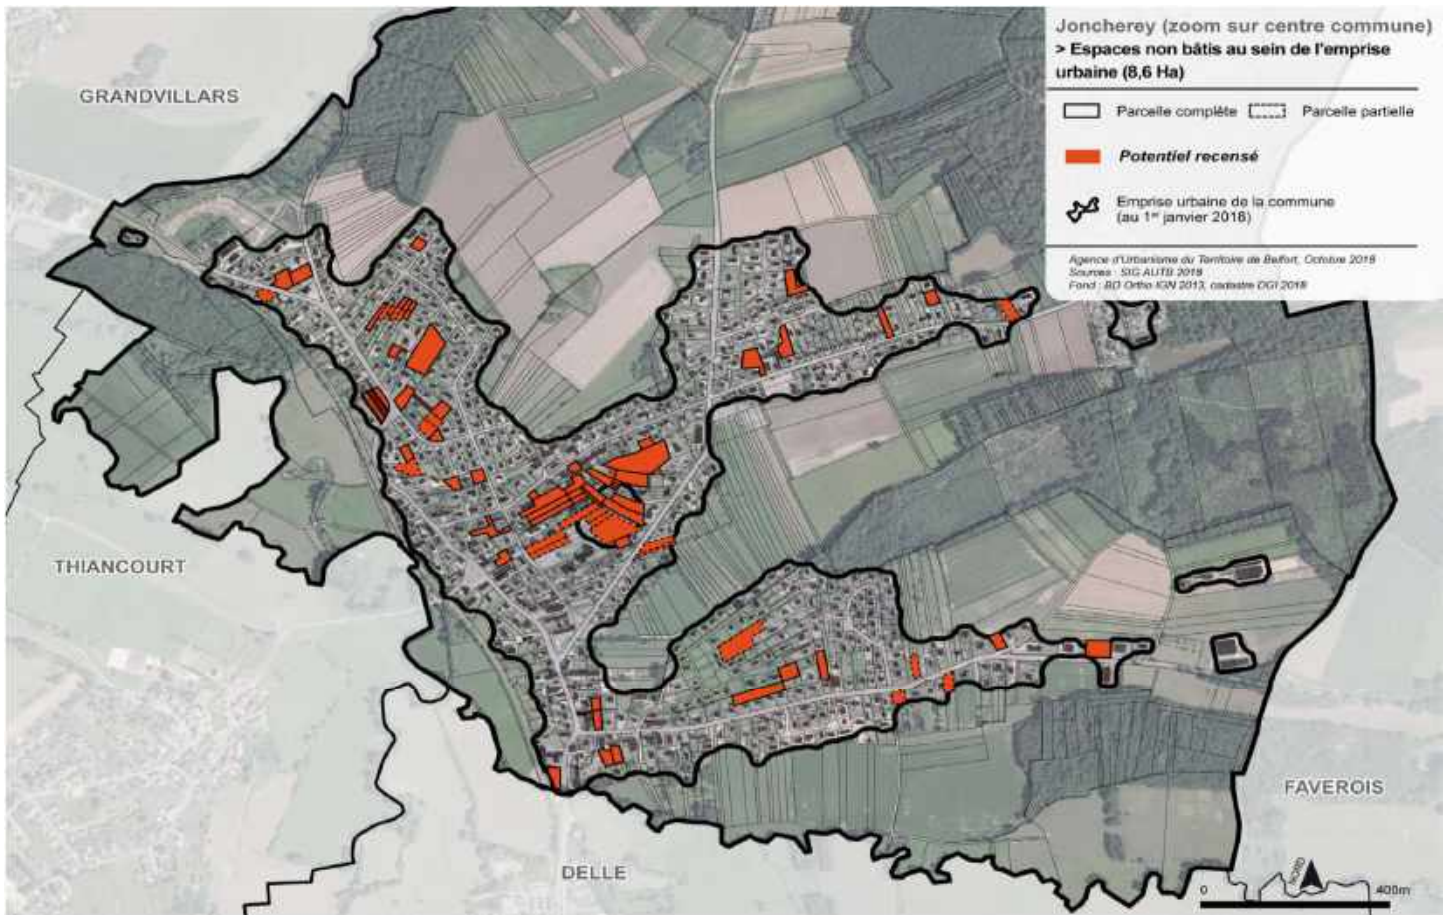 Joncherey (zoom sur centre commune)
> Espaces non bâtis au sein de l'emprise
urbaine (8,6 Ha)
Parcelle complète
Parcelle partielle
Potentiel recensé
Emprise urbaine de la commune
(au 1er janvier 2018)
Agence d'Urbanisme du Territoire de Belfort, Octobre 2018
Sources : SIG AUTB 2018
Fond : BD Ortho IGN 2013, cadastre DGI 2018
GRANDVILLARS
THIANCOURT
FAVEROIS
DELLE
NORD
0
400m